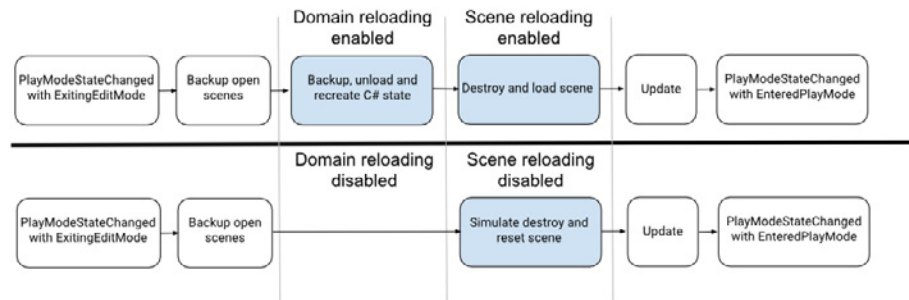 Domain reloading
enabled
Scene reloading
enabled
PlayModeStateChanged
with ExitingEditMode
Backup open
scenes
Backup, unload and
recreate C# state
Destroy and load scene
Update
PlayModeStateChanged
with EnteredPlayMode
Domain reloading
disabled
Scene reloading
disabled
PlayModeStateChanged
with ExitingEditMode
Backup open
scenes
Simulate destroy and
reset scene
Update
PlayModeStateChanged
with EnteredPlayMode